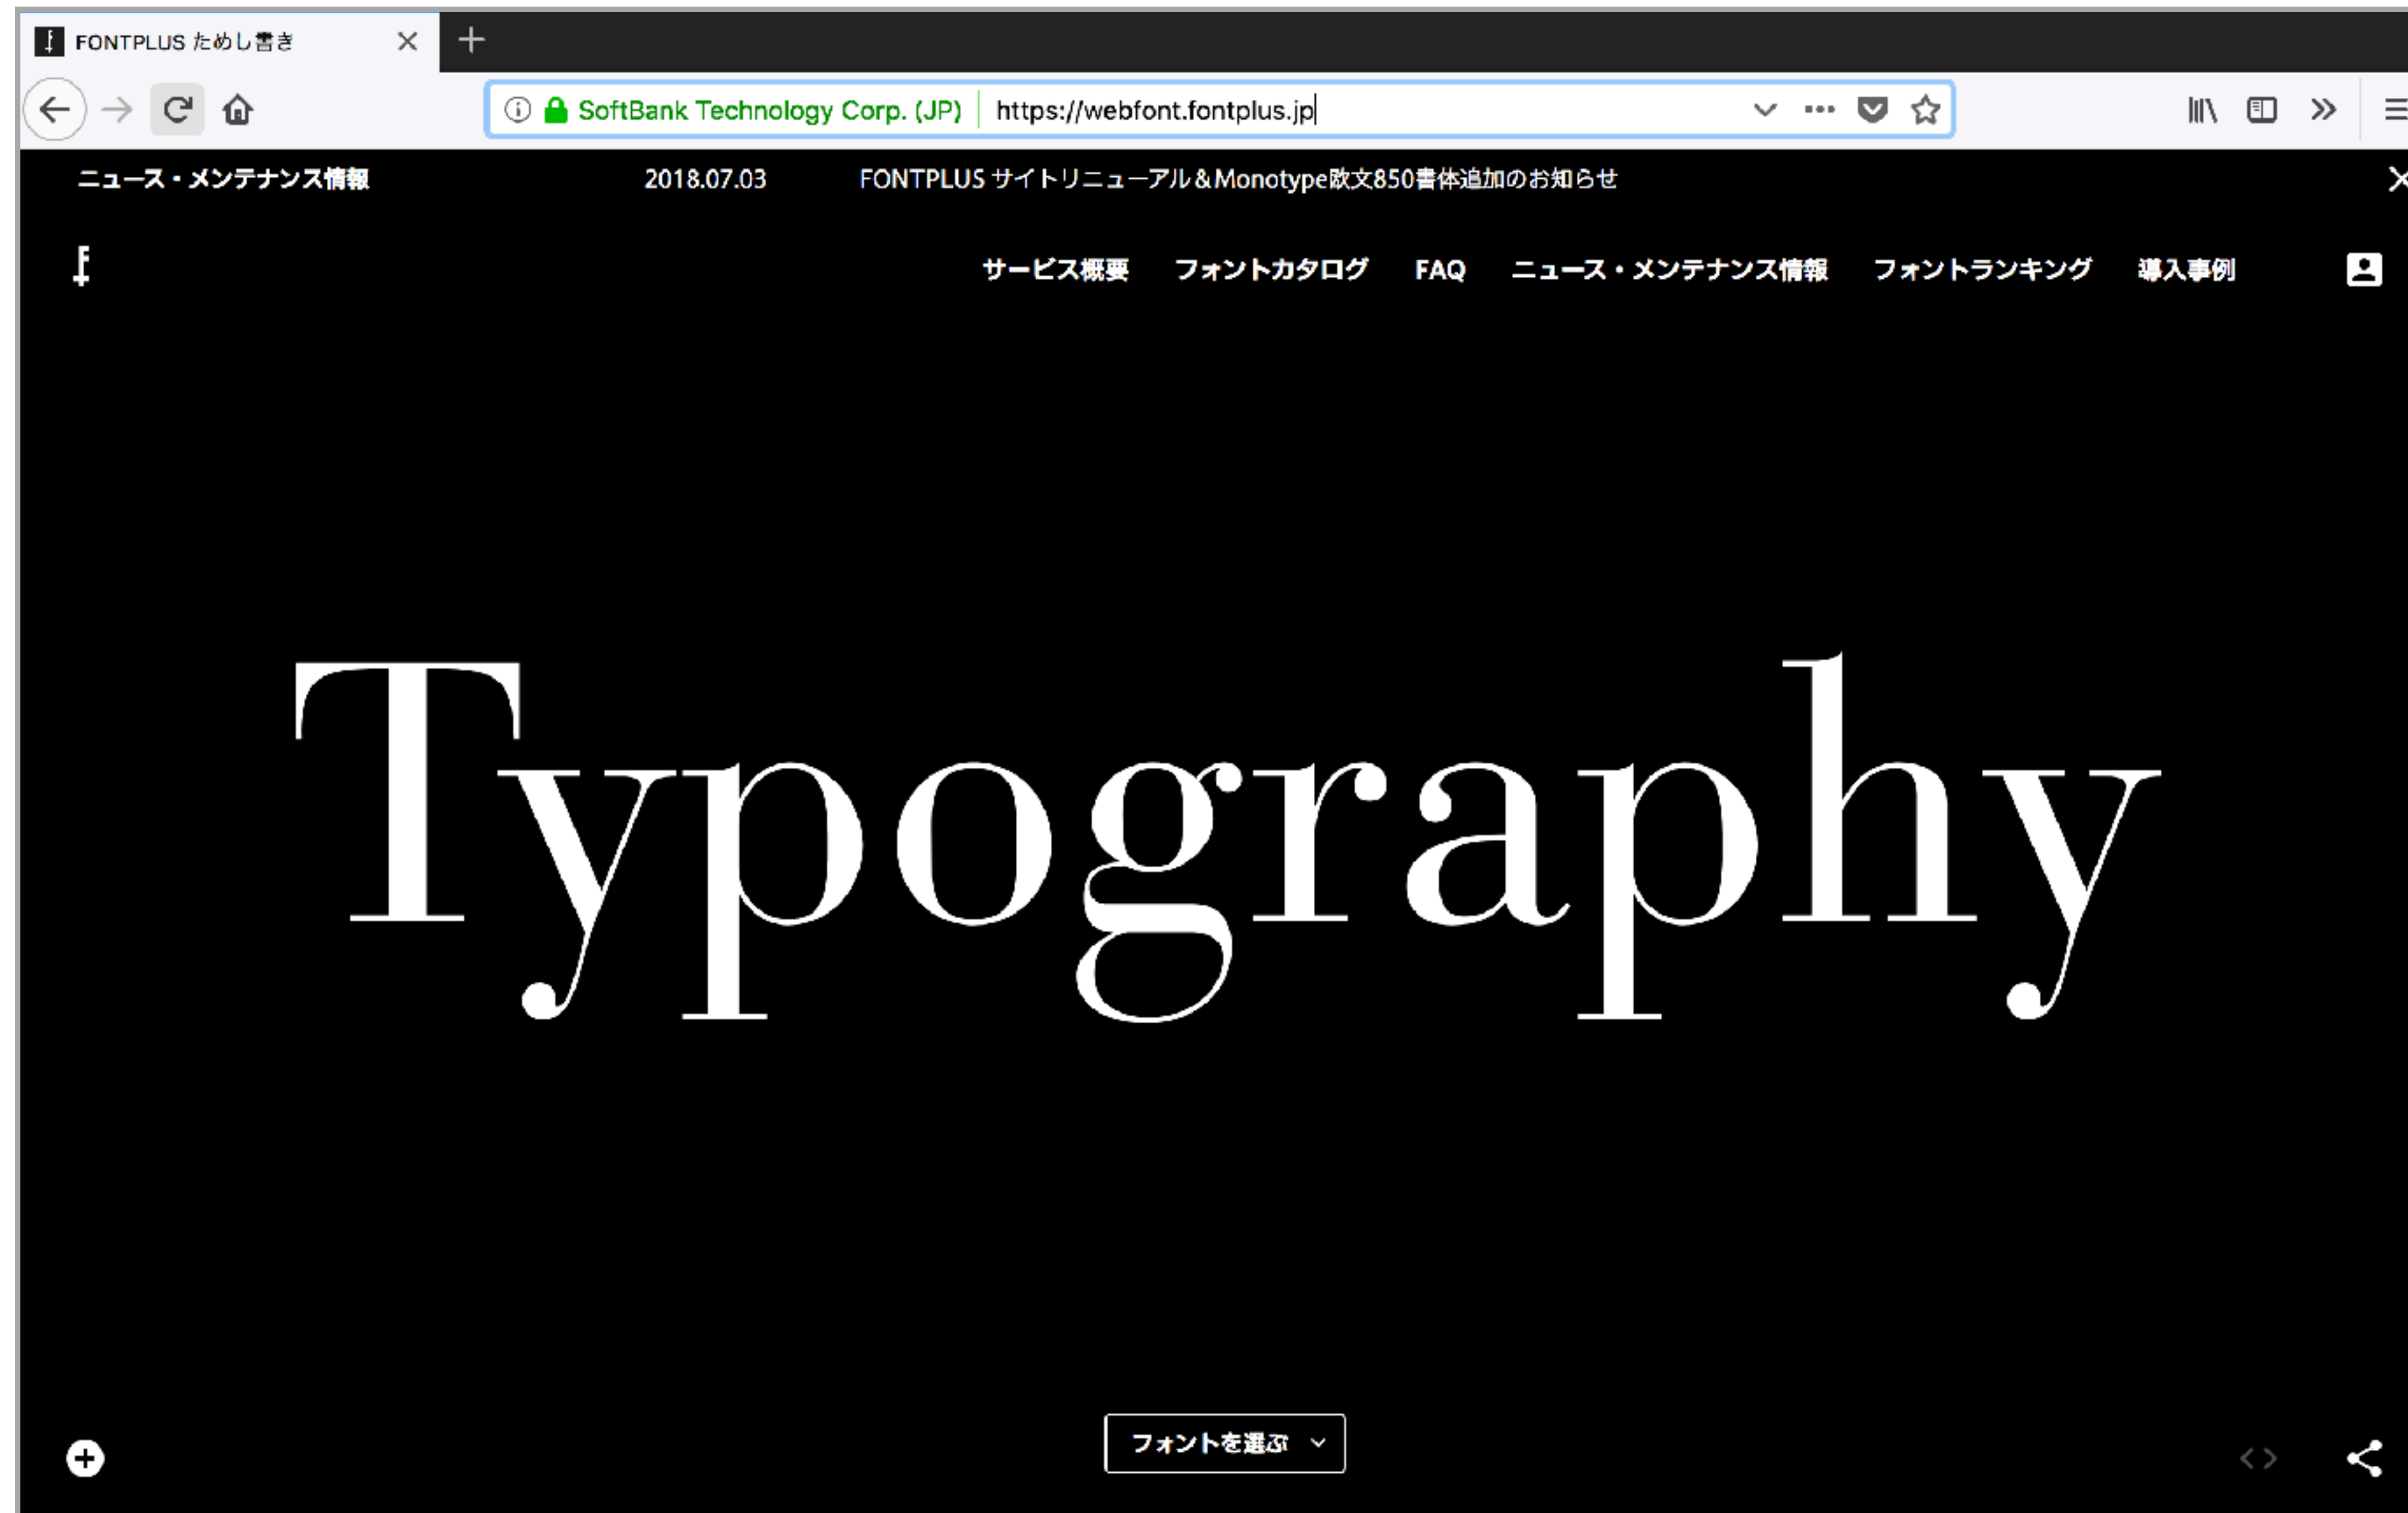 FONTPLUS ためし書き
SoftBank Technology Corp. (JP) https://webfont.fontplus.jp
ニュース・メンテナンス情報 2018.07.03 FONTPLUS サイトリニューアル＆Monotype欧文850書体追加のお知らせ
サービス概要 フォントカタログ FAQ ニュース・メンテナンス情報 フォントランキング 導入事例
Typography
フォントを選ぶ